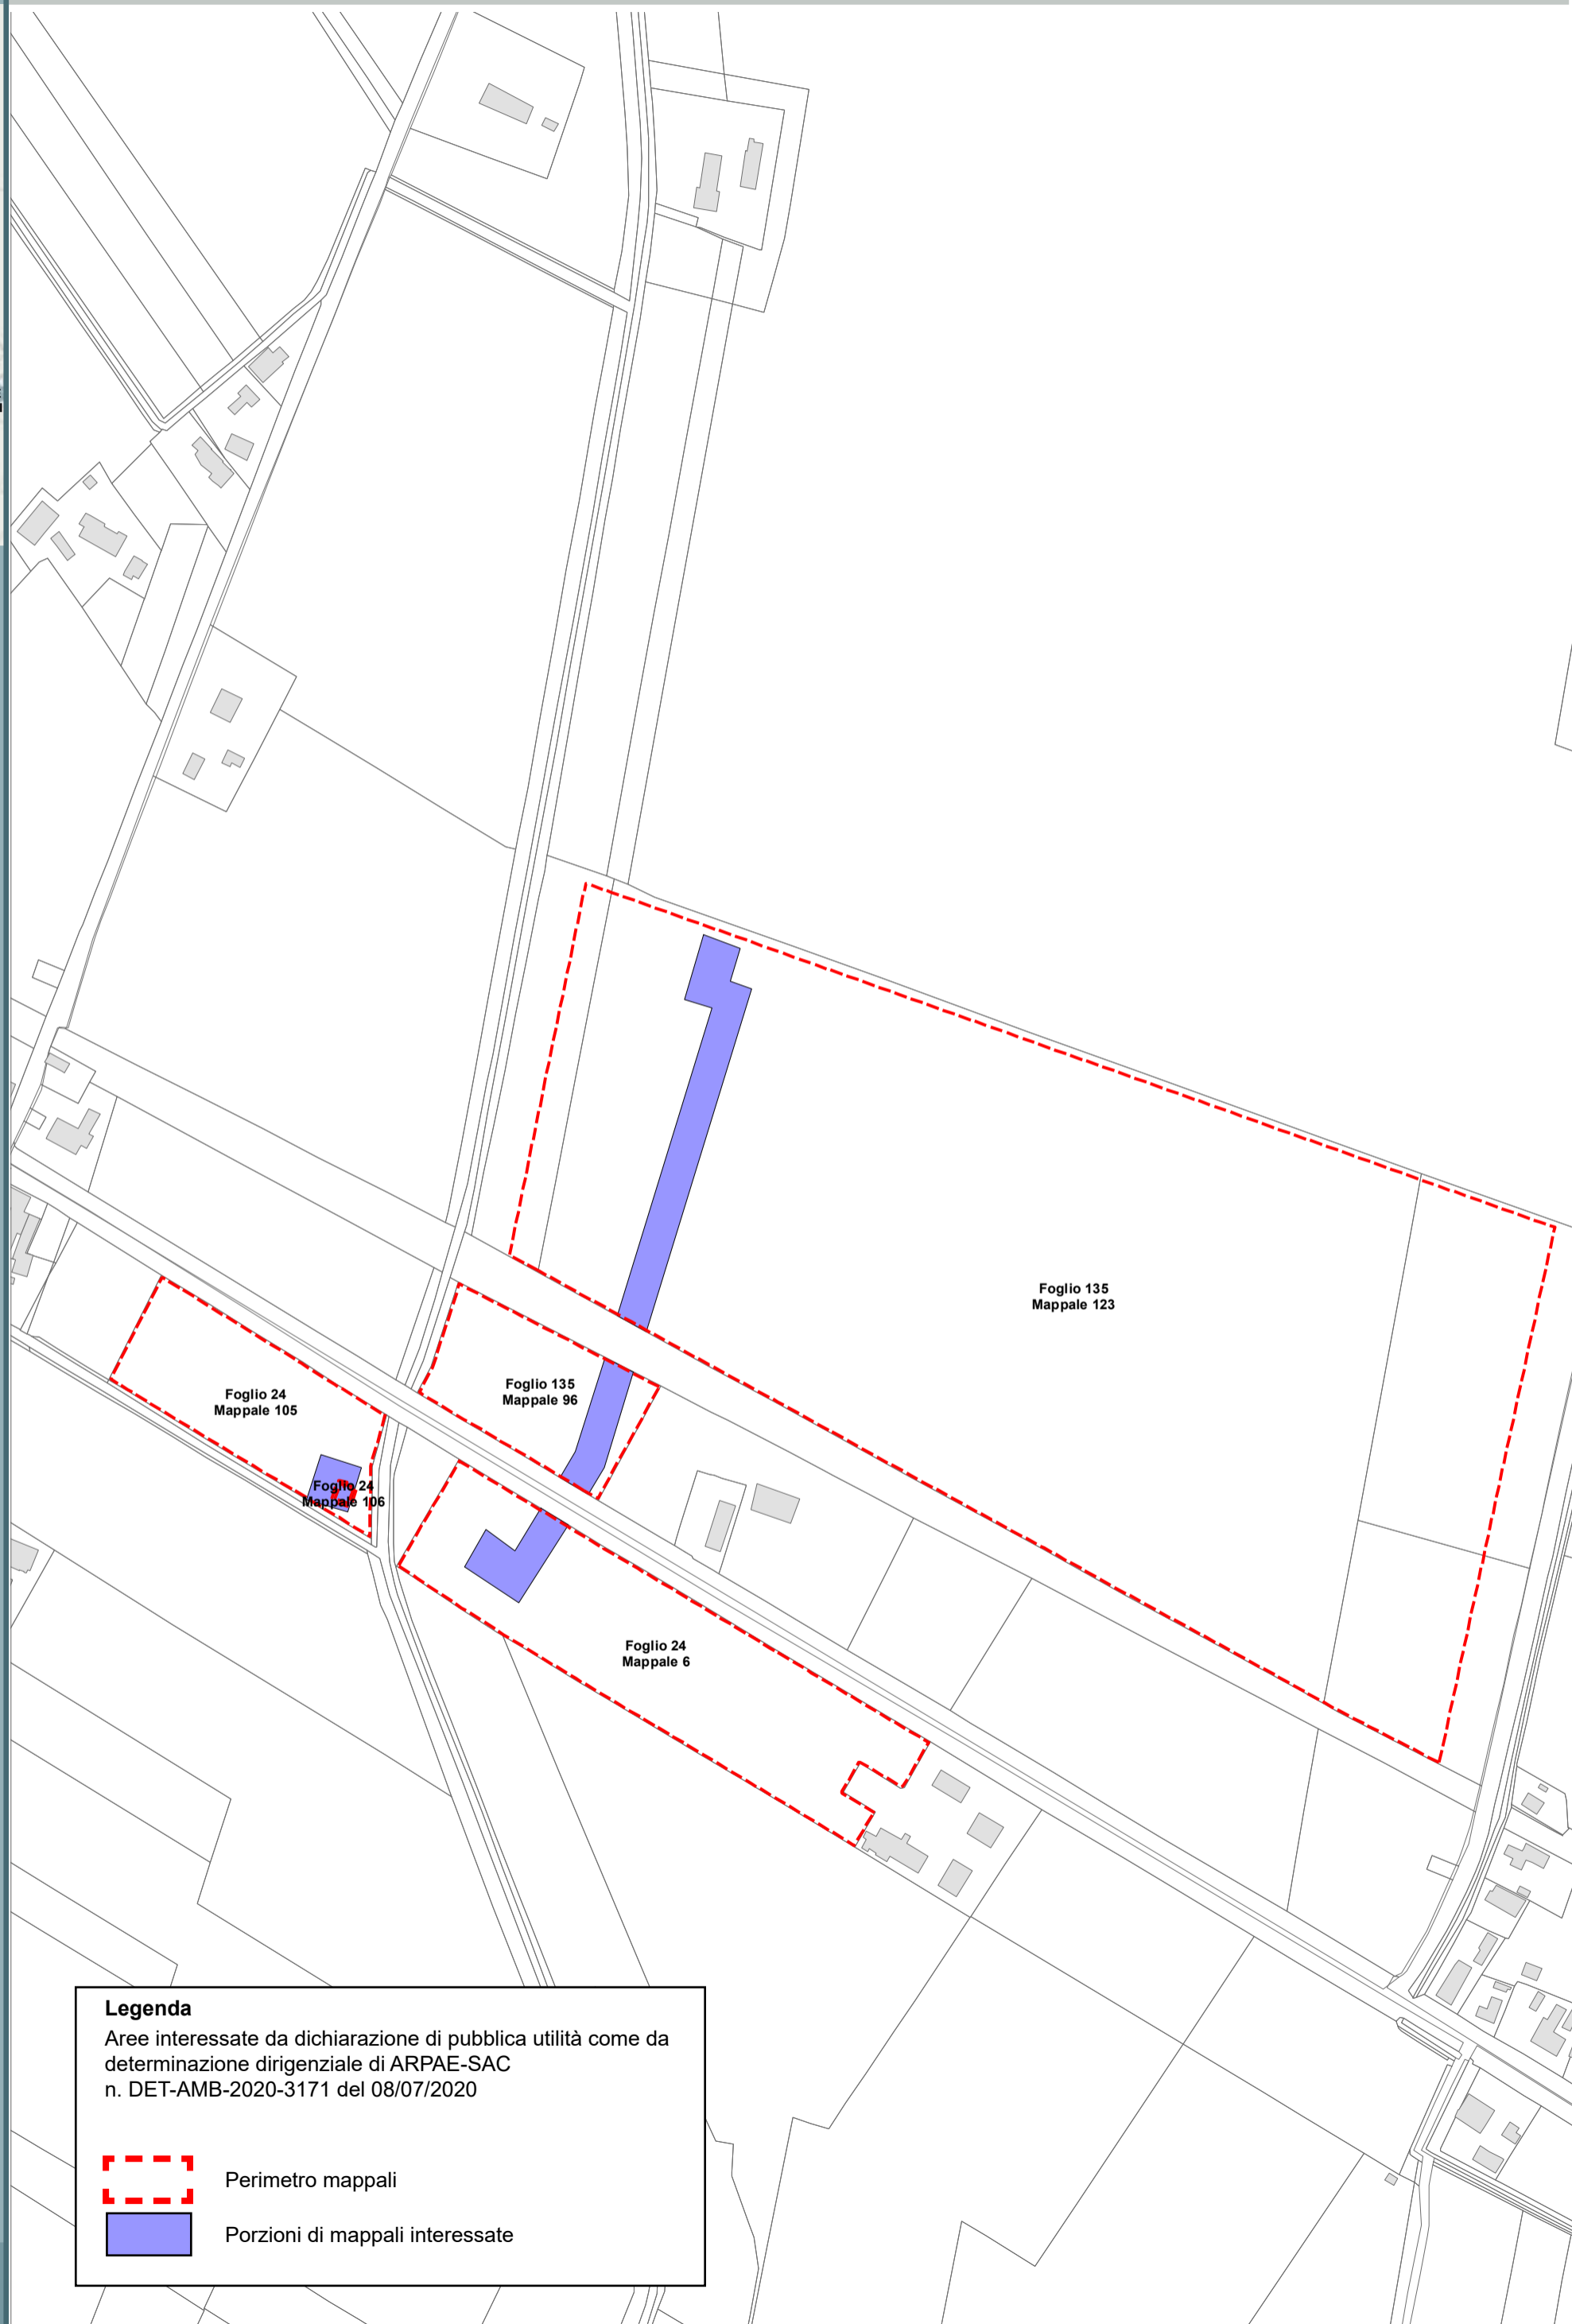 Foglio 135
Mappale 123
Foglio 135
Mappale 96
Foglio 24
Mappale 105
Foglio 24
Mappale 106
Foglio 24
Mappale 6
Legenda
Aree interessate da dichiarazione di pubblica utilità come da
determinazione dirigenziale di ARPAE-SAC
n. DET-AMB-2020-3171 del 08/07/2020
Perimetro mappali
Porzioni di mappali interessate